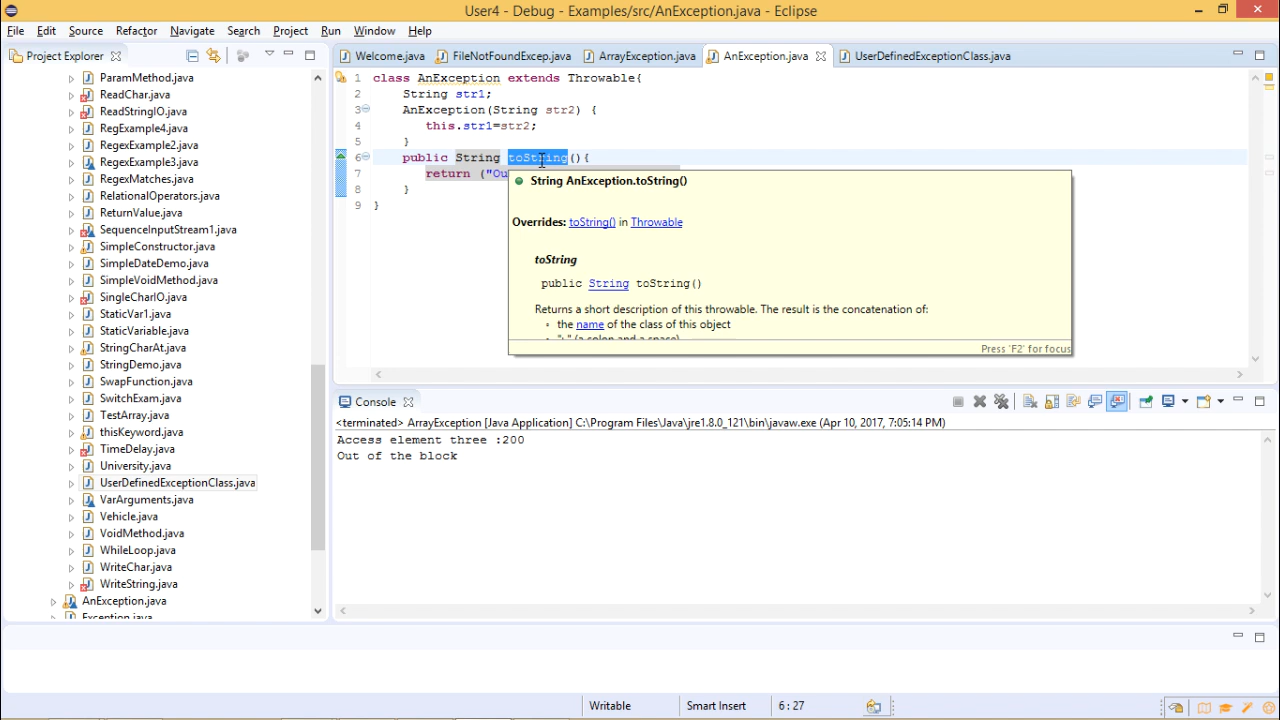 User4 - Debug - Examples/src/AnException.java - Eclipse
File Edit Source Refactor Navigate Search Project Run Window Help
Project Explorer
Welcome.java FileNotFoundExcep.java ArrayException.java AnException.java UserDefinedExceptionClass.java
ParamMethod.java
ReadChar.java
ReadStringIO.java
RegExample4.java
RegexExample2.java
RegexExample3.java
RegexMatches.java
RelationalOperators.java
ReturnValue.java
SequenceInputStream1.java
SimpleConstructor.java
SimpleDateDemo.java
SimpleVoidMethod.java
SingleCharIO.java
StaticVar1.java
StaticVariable.java
StringCharAt.java
StringDemo.java
SwapFunction.java
SwitchExam.java
TestArray.java
thisKeyword.java
TimeDelay.java
University.java
UserDefinedExceptionClass.java
VarArguments.java
Vehicle.java
VoidMethod.java
WhileLoop.java
WriteChar.java
WriteString.java
AnException.java
Exception.java
1 class AnException extends Throwable{
2 String str1;
3 AnException(String str2) {
4 this.str1=str2;
5 }
6 public String toString(){
7 return ("Ou
8 }
9 }
String AnException.toString()
Overrides: toString() in Throwable
toString
public String toString()
Returns a short description of this throwable. The result is the concatenation of:
the name of the class of this object
": " (a colon and a space)
Press 'F2' for focus
Console
<terminated> ArrayException [Java Application] C:\Program Files\Java\jre1.8.0_121\bin\javaw.exe (Apr 10, 2017, 7:05:14 PM)
Access element three :200
Out of the block
Writable Smart Insert 6 : 27